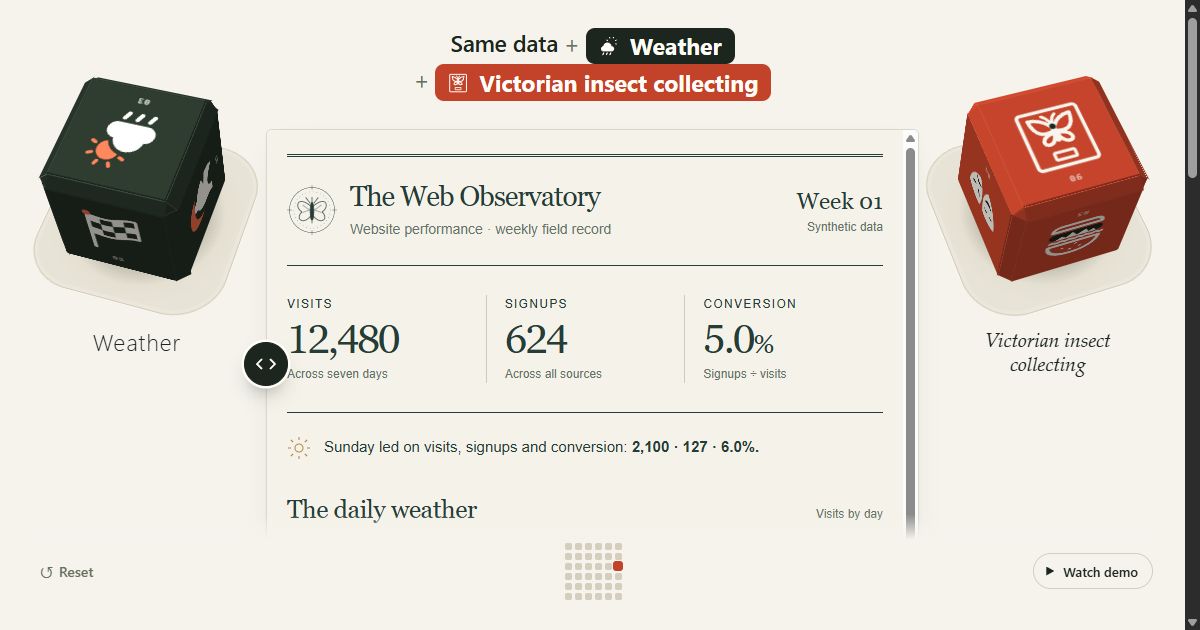 Same data + Weather
+ Victorian insect collecting
03
06
The Web Observatory
Website performance · weekly field record
Week 01
Synthetic data
VISITS
12,480
Across seven days
SIGNUPS
624
Across all sources
CONVERSION
5.0%
Signups ÷ visits
Weather
Victorian insect
collecting
Sunday led on visits, signups and conversion: 2,100 · 127 · 6.0%.
The daily weather
Visits by day
Reset
Watch demo